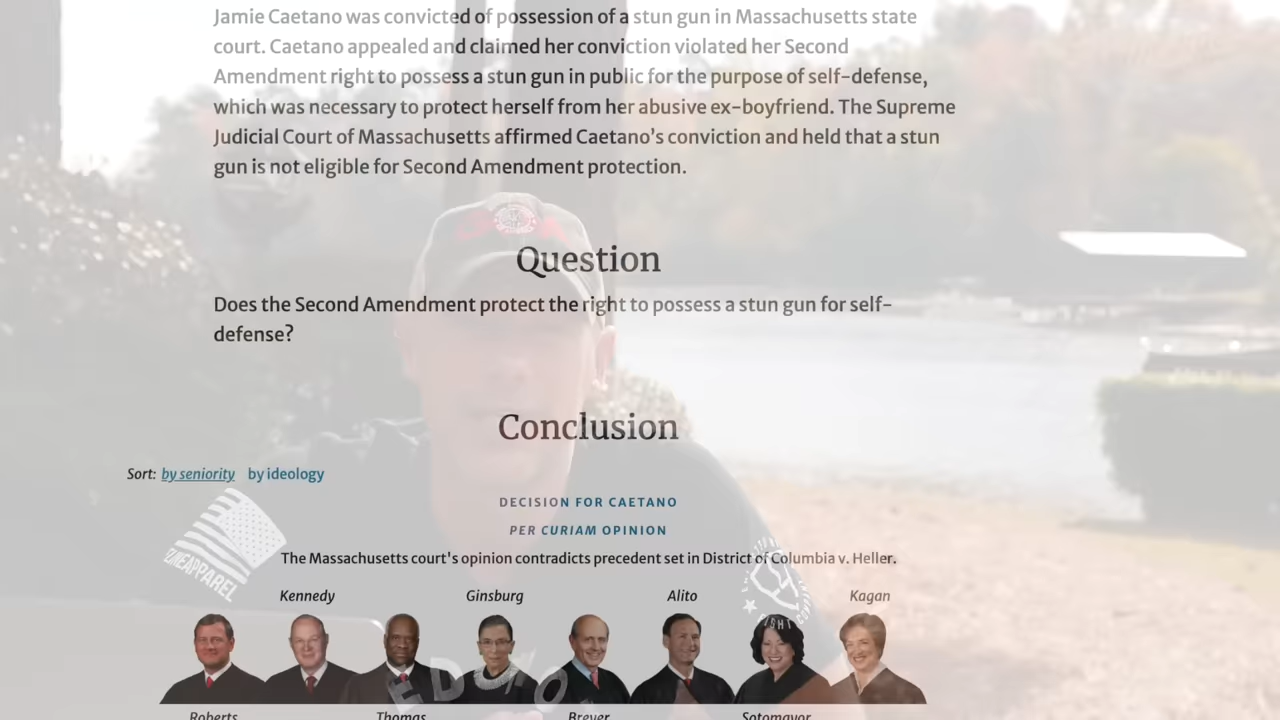 Jamie Caetano was convicted of possession of a stun gun in Massachusetts state
court. Caetano appealed and claimed her conviction violated her Second
Amendment right to possess a stun gun in public for the purpose of self-defense,
which was necessary to protect herself from her abusive ex-boyfriend. The Supreme
Judicial Court of Massachusetts affirmed Caetano's conviction and held that a stun
gun is not eligible for Second Amendment protection.
Question
Does the Second Amendment protect the right to possess a stun gun for self-
defense?
Conclusion
Sort: by seniority by ideology
DECISION FOR CAETANO
PER CURIAM OPINION
The Massachusetts court's opinion contradicts precedent set in District of Columbia v. Heller.
Kennedy Ginsburg Alito Kagan
Roberts Thomas Breyer Sotomayor